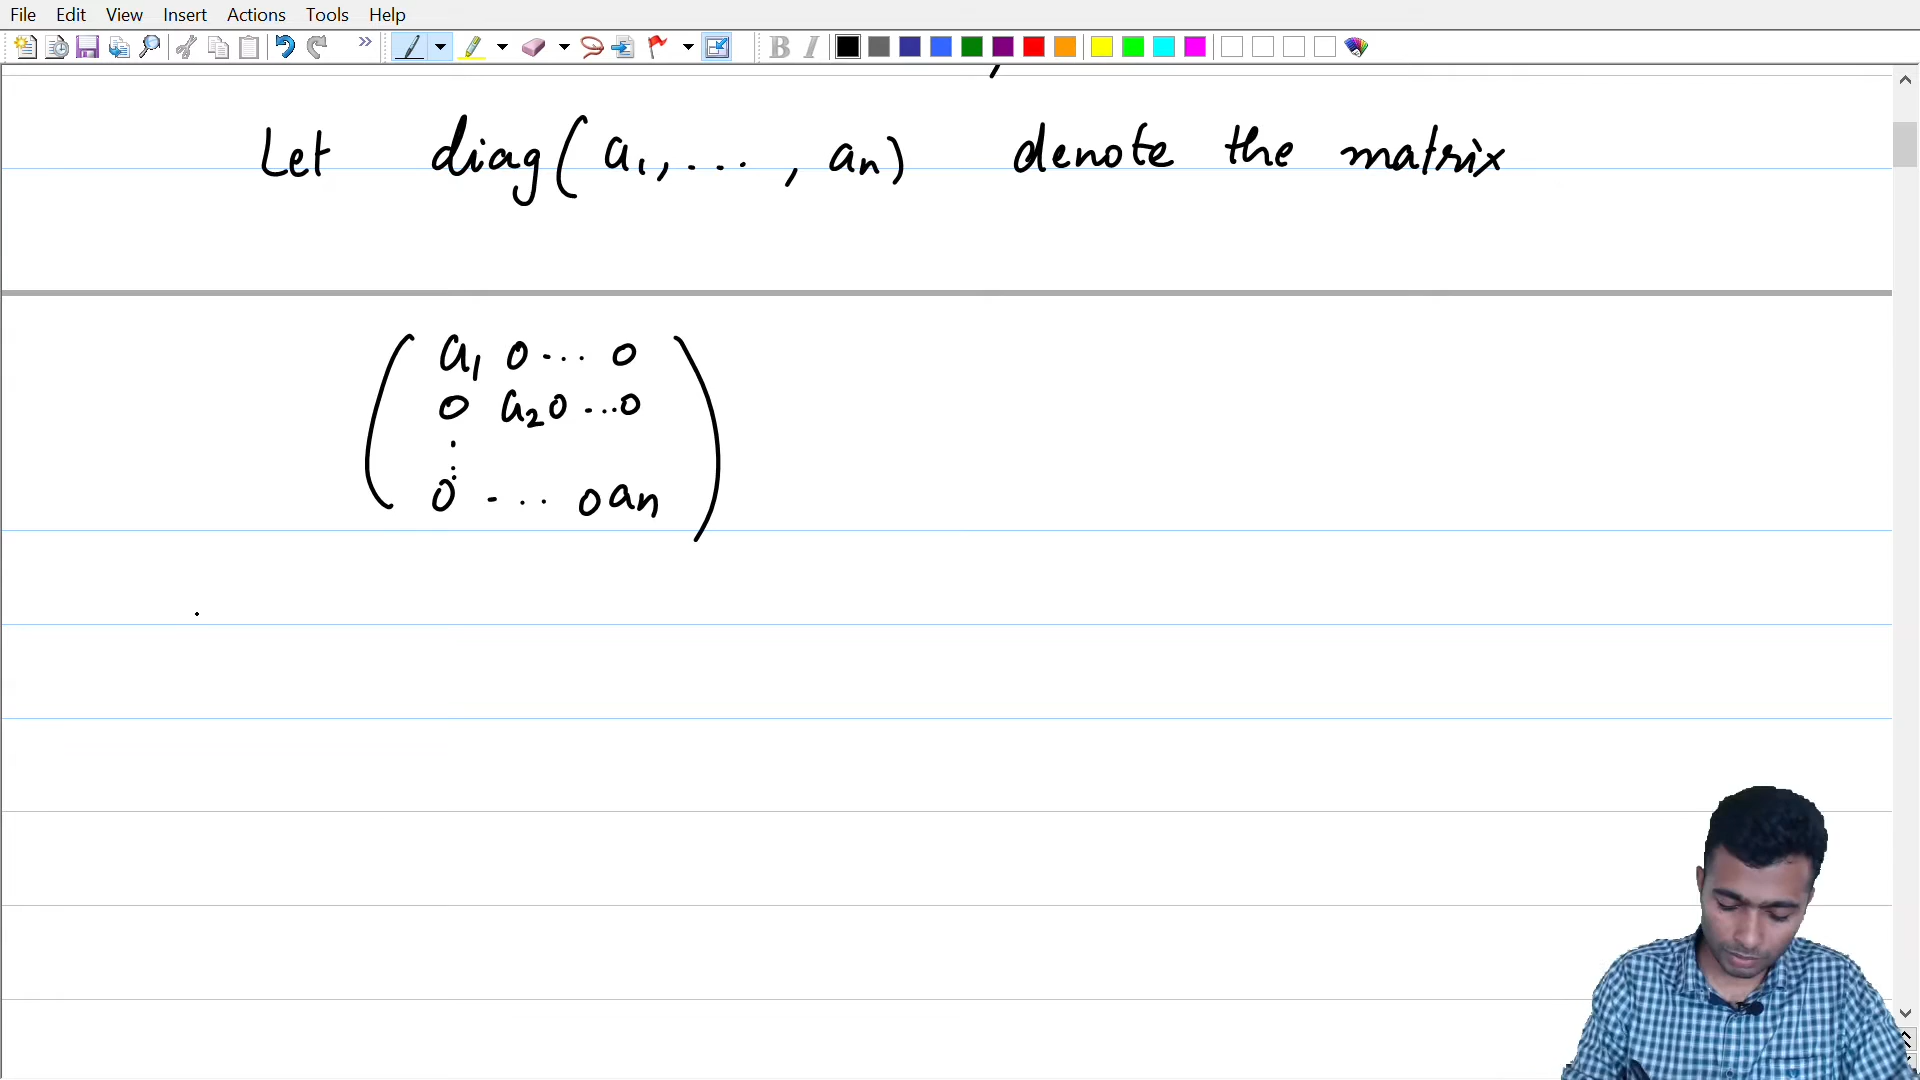 File Edit View Insert Actions Tools Help
B I
Let diag(a₁, ... , an) denote the matrix
a₁ 0 ... 0
0 a₂ 0 ... 0
⋮
0 ... 0 an